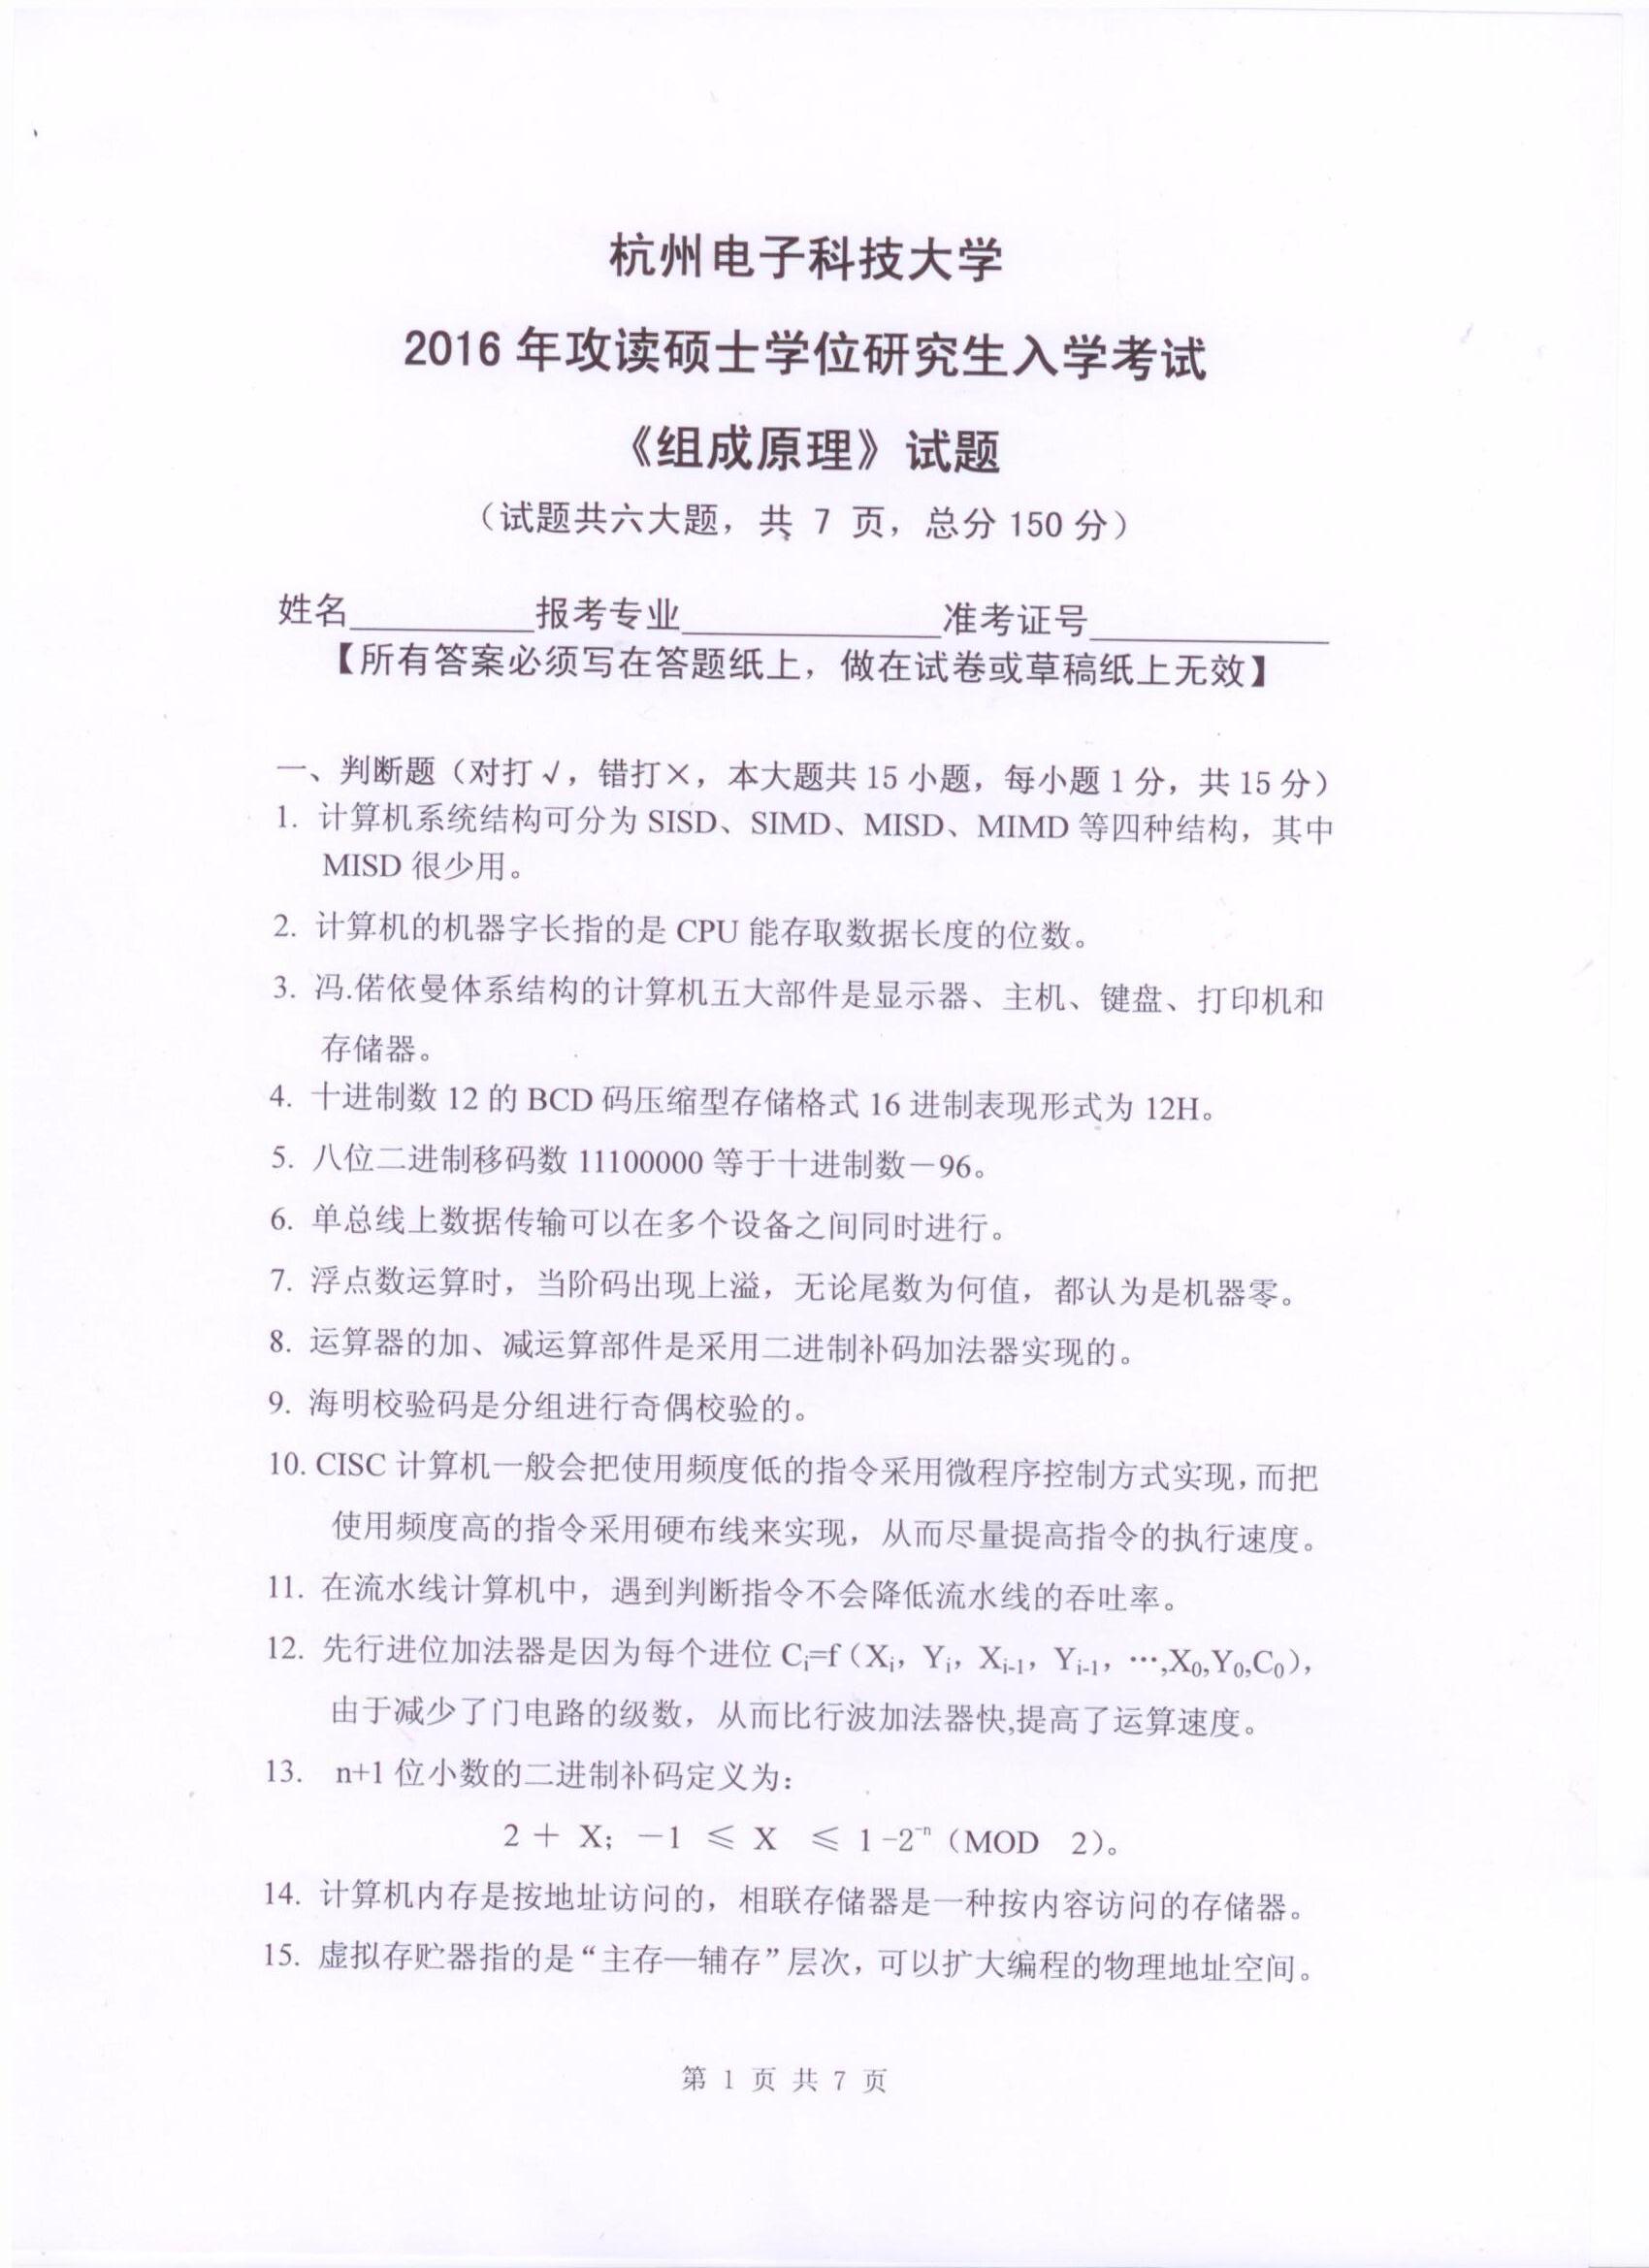 杭州电子科技大学
2016 年攻读硕士学位研究生入学考试
《组成原理》试题
（试题共六大题，共 7 页，总分 150 分）
姓名__________报考专业______________准考证号_____________
【所有答案必须写在答题纸上，做在试卷或草稿纸上无效】
一、判断题（对打√，错打×，本大题共 15 小题，每小题 1 分，共 15 分）
1. 计算机系统结构可分为 SISD、SIMD、MISD、MIMD 等四种结构，其中
MISD 很少用。
2. 计算机的机器字长指的是 CPU 能存取数据长度的位数。
3. 冯.偌依曼体系结构的计算机五大部件是显示器、主机、键盘、打印机和
存储器。
4. 十进制数 12 的 BCD 码压缩型存储格式 16 进制表现形式为 12H。
5. 八位二进制移码数 11100000 等于十进制数－96。
6. 单总线上数据传输可以在多个设备之间同时进行。
7. 浮点数运算时，当阶码出现上溢，无论尾数为何值，都认为是机器零。
8. 运算器的加、减运算部件是采用二进制补码加法器实现的。
9. 海明校验码是分组进行奇偶校验的。
10. CISC 计算机一般会把使用频度低的指令采用微程序控制方式实现，而把
使用频度高的指令采用硬布线来实现，从而尽量提高指令的执行速度。
11. 在流水线计算机中，遇到判断指令不会降低流水线的吞吐率。
12. 先行进位加法器是因为每个进位 Ci=f（Xi，Yi，Xi-1，Yi-1，…,X0,Y0,C0），
由于减少了门电路的级数，从而比行波加法器快,提高了运算速度。
13. n+1 位小数的二进制补码定义为：
2 ＋ X；－1 ≤ X ≤ 1－2⁻ⁿ（MOD 2）。
14. 计算机内存是按地址访问的，相联存储器是一种按内容访问的存储器。
15. 虚拟存贮器指的是“主存—辅存”层次，可以扩大编程的物理地址空间。
第 1 页 共 7 页